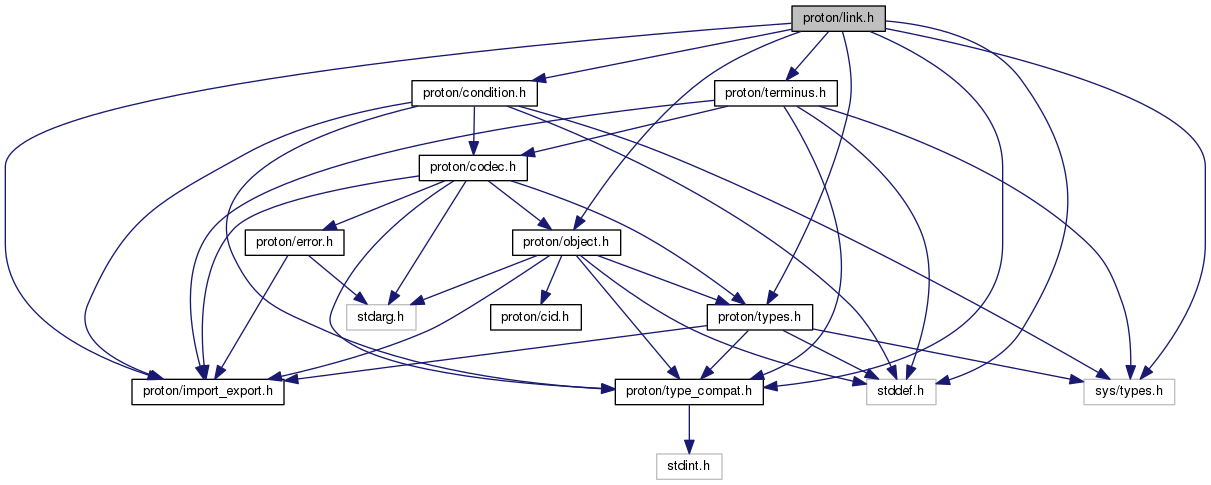 proton/link.h
proton/condition.h
proton/terminus.h
proton/codec.h
proton/error.h
proton/object.h
stdarg.h
proton/cid.h
proton/types.h
proton/import_export.h
proton/type_compat.h
stddef.h
sys/types.h
stdint.h